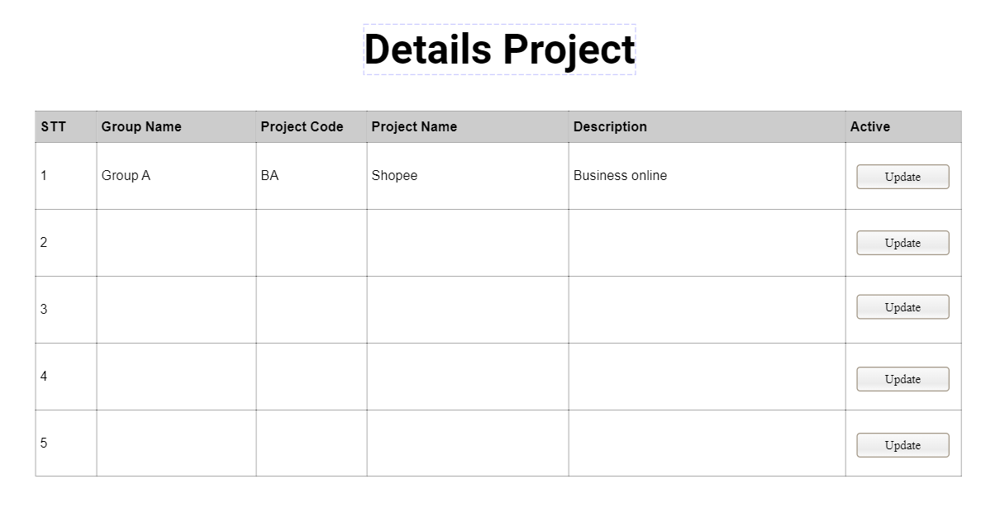 Details Project
STT Group Name Project Code Project Name Description Active
1 Group A BA Shopee Business online Update
2 Update
3 Update
4 Update
5 Update